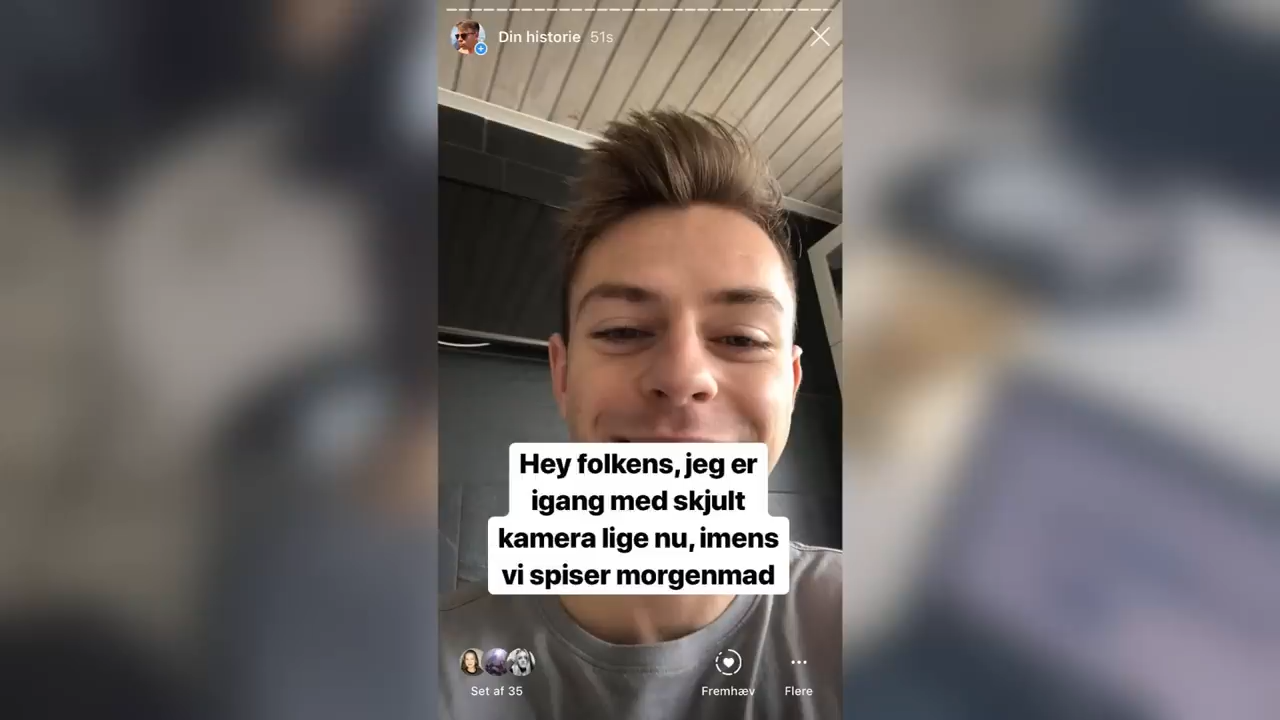 Din historie 51s
Hey folkens, jeg er
igang med skjult
kamera lige nu, imens
vi spiser morgenmad
Set af 35
Fremhæv
Flere